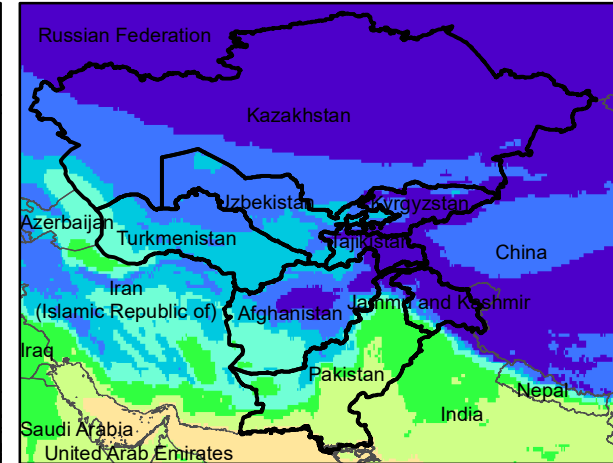 Russian Federation
Kazakhstan
Uzbekistan
Kyrgyzstan
Azerbaijan
Turkmenistan
Tajikistan
China
Iran
(Islamic Republic of)
Afghanistan
Jammu and Kashmir
Iraq
Pakistan
Nepal
India
Saudi Arabia
United Arab Emirates